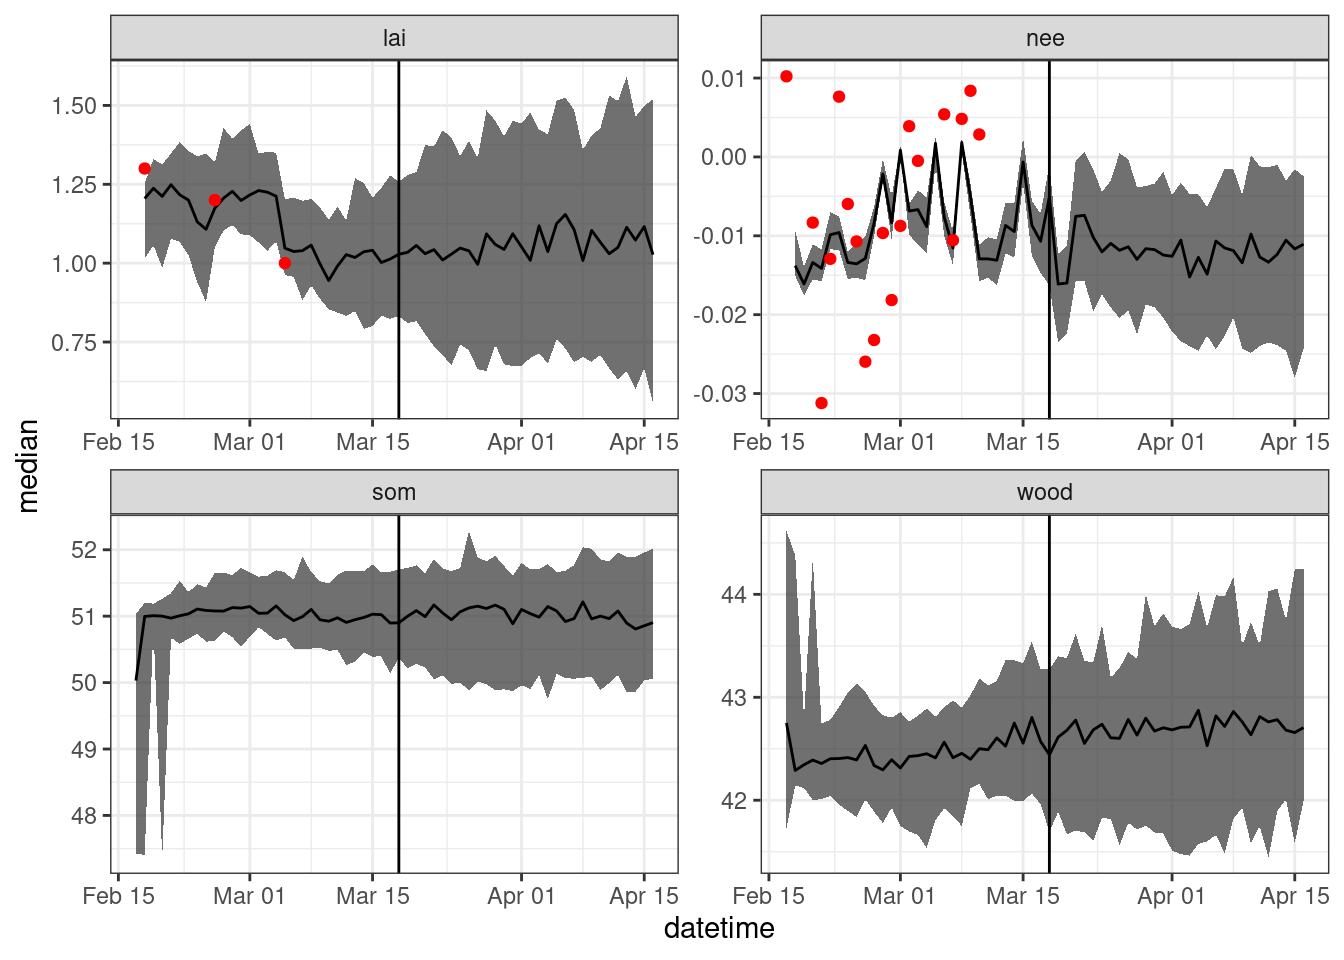 lai
nee
1.50
1.25
1.00
0.75
0.01
0.00
-0.01
-0.02
-0.03
Feb 15 Mar 01 Mar 15 Apr 01 Apr 15
Feb 15 Mar 01 Mar 15 Apr 01 Apr 15
median
som
wood
52
51
50
49
48
44
43
42
Feb 15 Mar 01 Mar 15 Apr 01 Apr 15
Feb 15 Mar 01 Mar 15 Apr 01 Apr 15
datetime